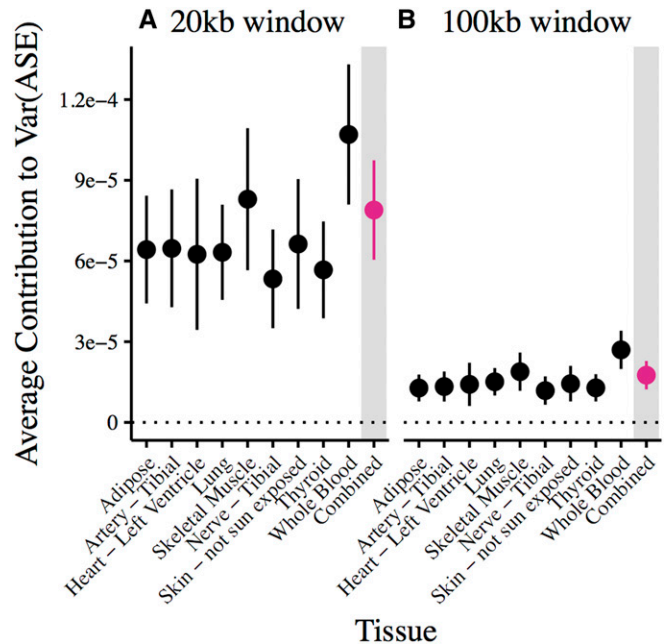 A 20kb window
B 100kb window
Average Contribution to Var(ASE)
1.2e−4
9e−5
6e−5
3e−5
0
Adipose
Artery − Tibial
Heart − Left Ventricle
Lung
Skeletal Muscle
Nerve − Tibial
Skin − not sun exposed
Thyroid
Whole Blood
Combined
Adipose
Artery − Tibial
Heart − Left Ventricle
Lung
Skeletal Muscle
Nerve − Tibial
Skin − not sun exposed
Thyroid
Whole Blood
Combined
Tissue